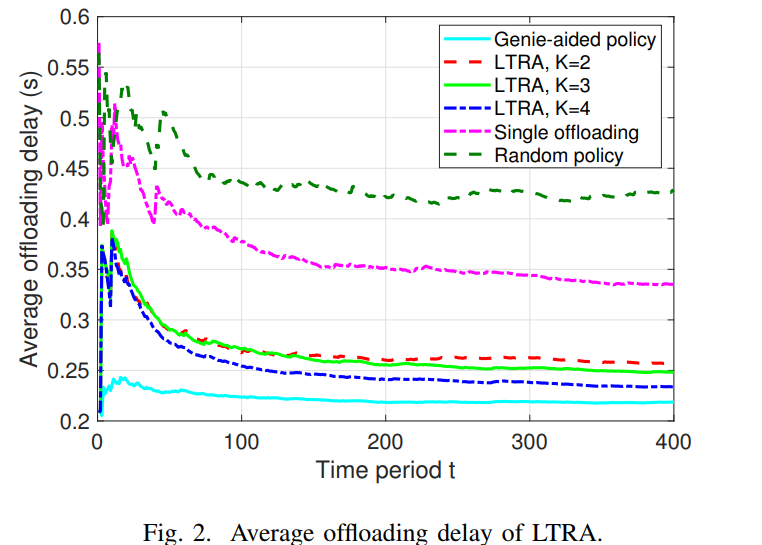 0.6
0.55
0.5
0.45
0.4
0.35
0.3
0.25
0.2
Average offloading delay (s)
Genie-aided policy
LTRA, K=2
LTRA, K=3
LTRA, K=4
Single offloading
Random policy
0 100 200 300 400
Time period t
Fig. 2. Average offloading delay of LTRA.